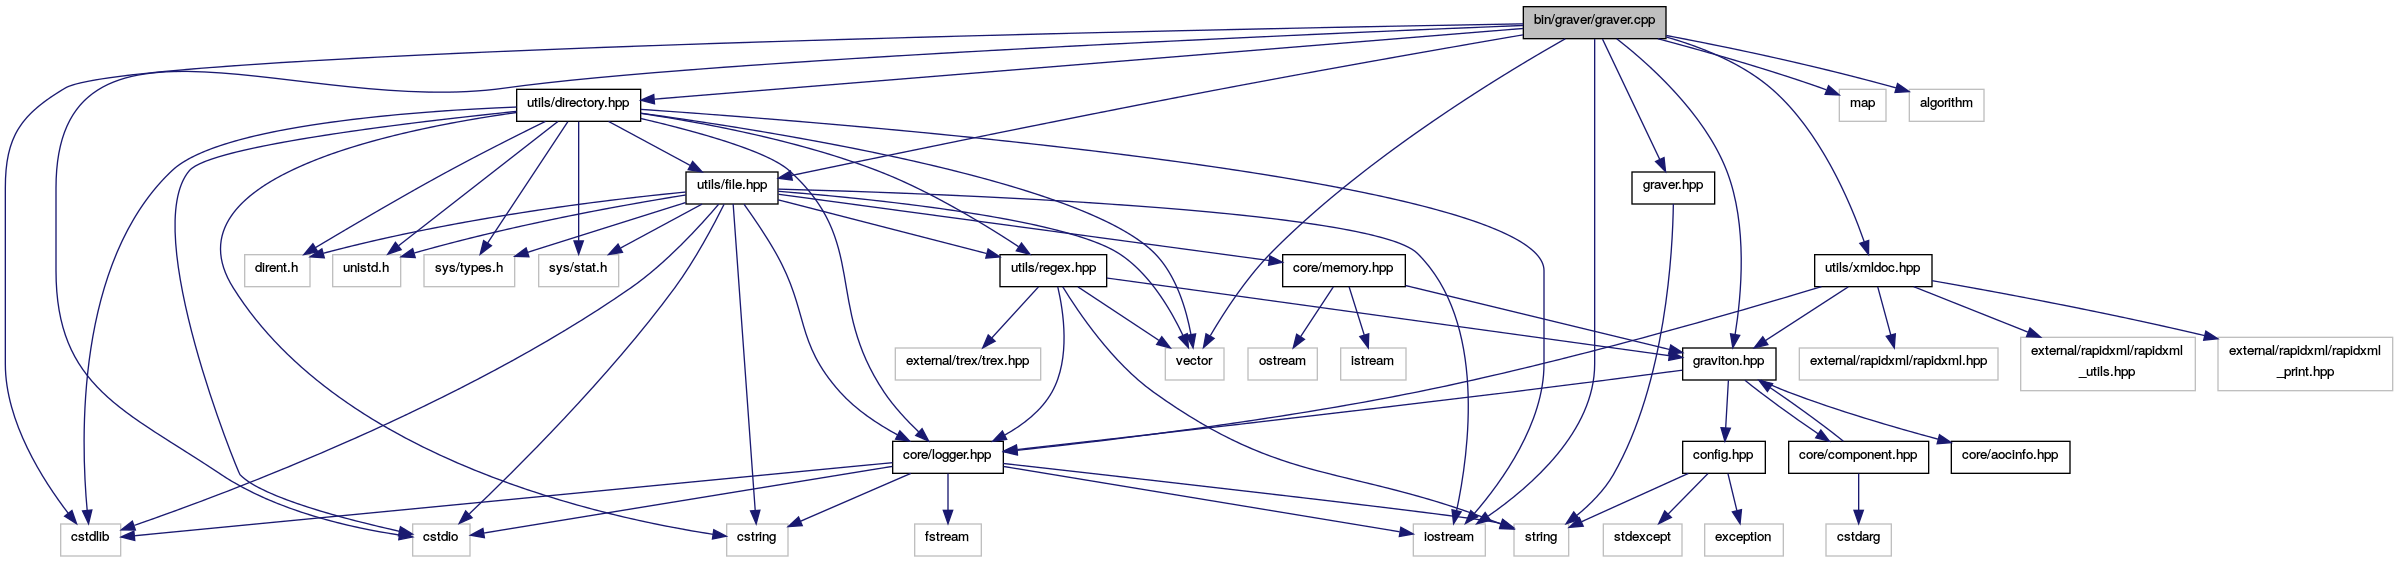 bin/graver/graver.cpp
utils/directory.hpp
map
algorithm
utils/file.hpp
graver.hpp
dirent.h
unistd.h
sys/types.h
sys/stat.h
utils/regex.hpp
core/memory.hpp
utils/xmldoc.hpp
external/trex/trex.hpp
vector
ostream
istream
graviton.hpp
external/rapidxml/rapidxml.hpp
external/rapidxml/rapidxml
_utils.hpp
external/rapidxml/rapidxml
_print.hpp
core/logger.hpp
config.hpp
core/component.hpp
core/aocinfo.hpp
cstdlib
cstdio
cstring
fstream
iostream
string
stdexcept
exception
cstdarg